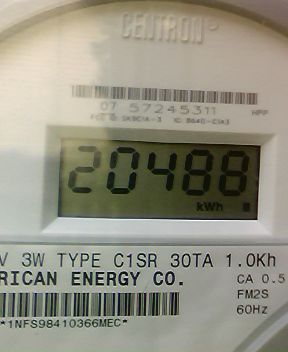 CENTRON®
07 57245311 HPP
20488
kWh
V 3W TYPE C1SR 30TA 1.0Kh
RICAN ENERGY CO. CA 0.5
FM2S
60Hz
*1NFS98410366MEC*